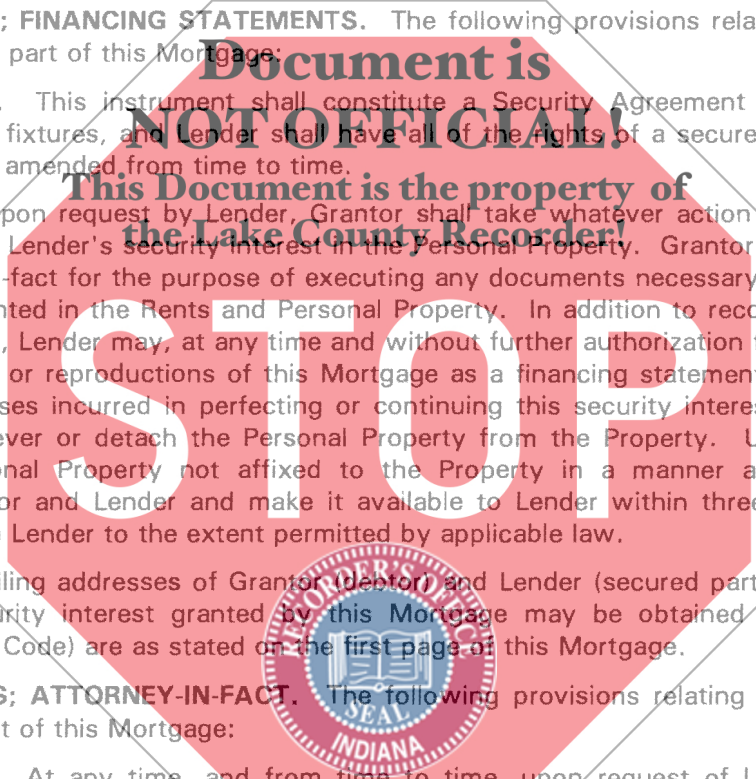 ; FINANCING STATEMENTS. The following provisions rela
part of this Mortgage:
Document is
. This instrument shall constitute a Security Agreement
NOT OFFICIAL!
fixtures, and Lender shall have all of the rights of a secure
amended from time to time.
This Document is the property of
pon request by Lender, Grantor shall take whatever action
the Lake County Recorder!
Lender's security interest in the Personal Property. Grantor
-fact for the purpose of executing any documents necessary
nted in the Rents and Personal Property. In addition to reco
, Lender may, at any time and without further authorization
or reproductions of this Mortgage as a financing statement
ses incurred in perfecting or continuing this security interes
ever or detach the Personal Property from the Property. U
STOP
nal Property not affixed to the Property in a manner a
or and Lender and make it available to Lender within three
Lender to the extent permitted by applicable law.
iling addresses of Grantor (debtor) and Lender (secured part
urity interest granted by this Mortgage may be obtained
Code) are as stated on the first page of this Mortgage.
RECORDER'S OFFICE
SEAL
INDIANA
S; ATTORNEY-IN-FACT. The following provisions relating
t of this Mortgage:
At any time, and from time to time, upon request of L